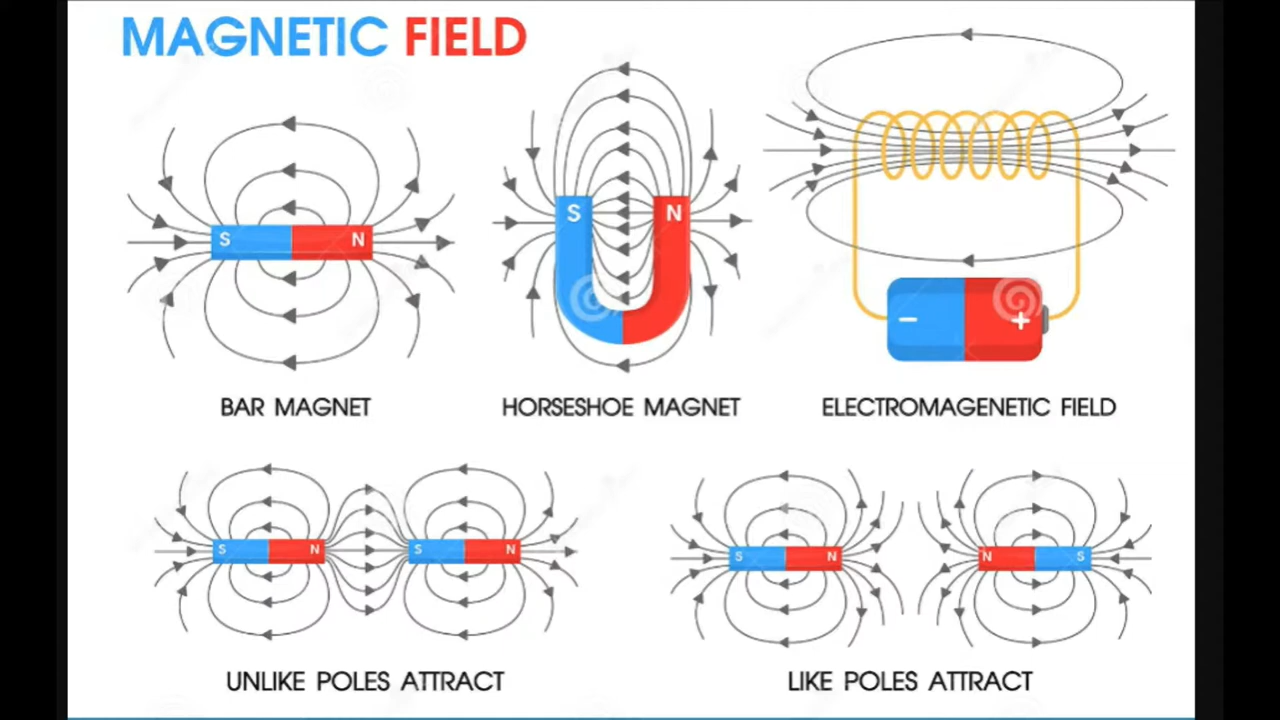 MAGNETIC FIELD
S N
S N
- +
BAR MAGNET
HORSESHOE MAGNET
ELECTROMAGENETIC FIELD
S N S N
S N N S
UNLIKE POLES ATTRACT
LIKE POLES ATTRACT